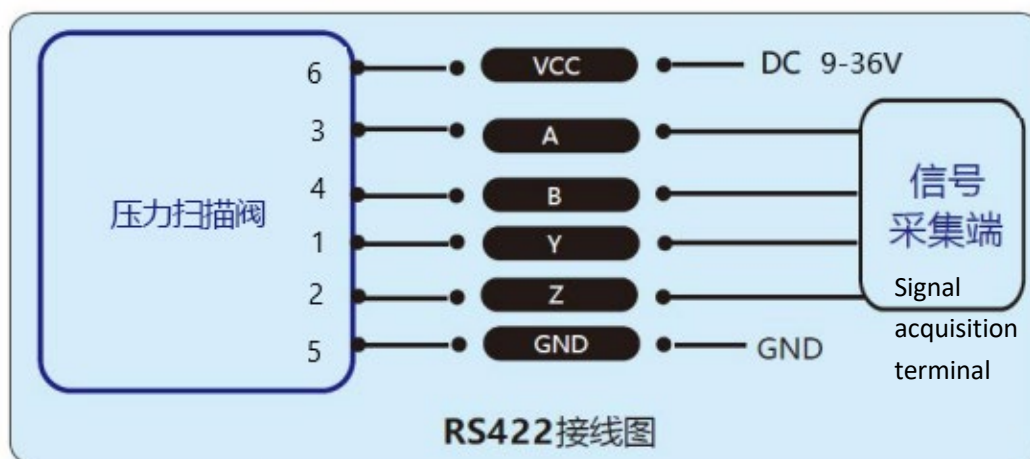 6 VCC DC 9-36V
3 A
4 B
1 Y
2 Z
5 GND GND
压力扫描阀
信号
采集端
Signal
acquisition
terminal
RS422接线图